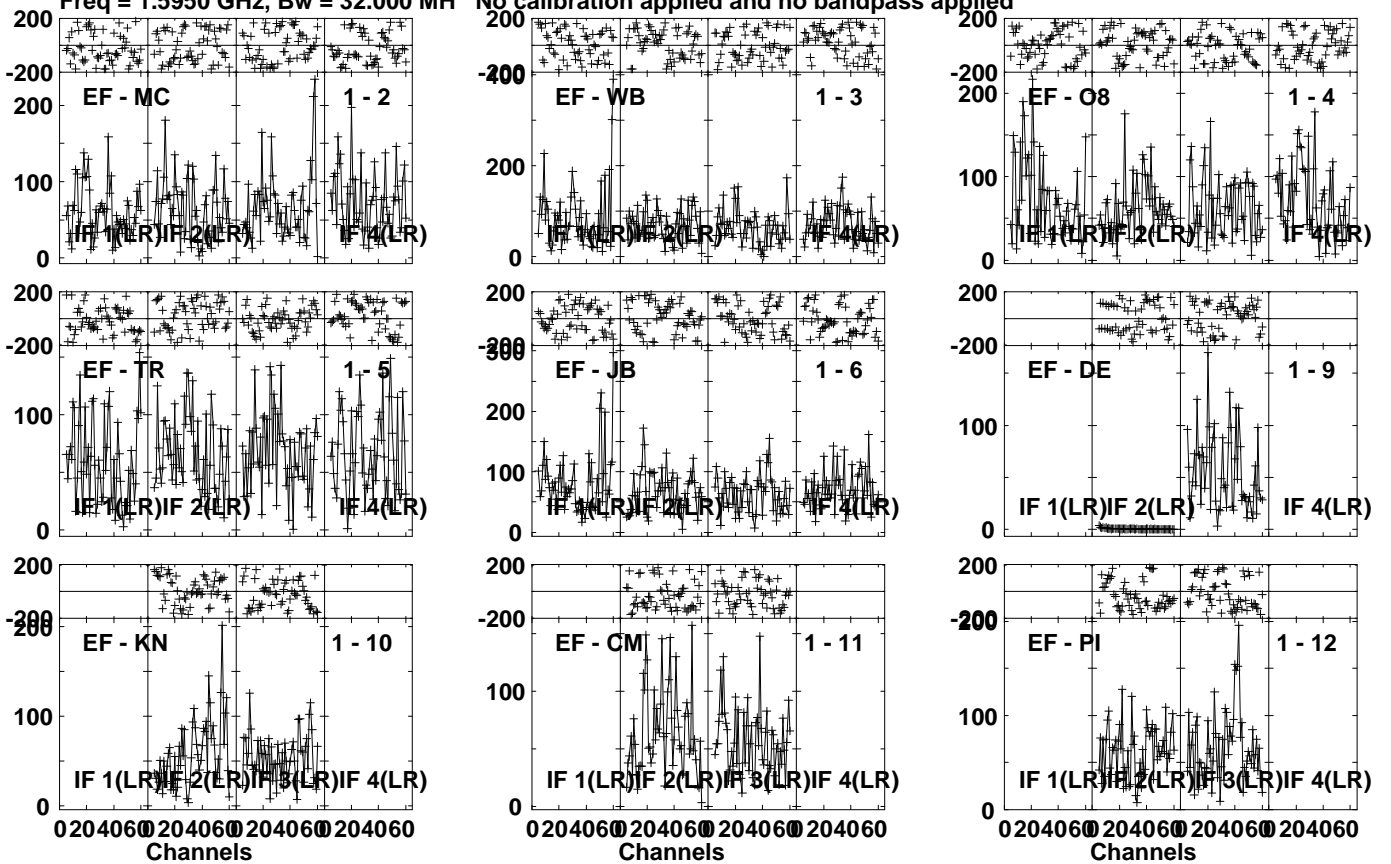 Freq = 1.5950 GHz, Bw = 32.000 MH No calibration applied and no bandpass applied
200 200 200
-200 -200 -200
EF - MC 1 - 2 EF - WB 1 - 3 EF - O8 1 - 4
200 400 200
100 200 100
IF 1(LR) IF 2(LR) IF 4(LR) IF 1(LR) IF 2(LR) IF 4(LR) IF 1(LR) IF 2(LR) IF 4(LR)
0 0 0
200 200 200
-200 -200 -200
EF - TR 1 - 5 EF - JB 1 - 6 EF - DE 1 - 9
300
200
100 100 100
IF 1(LR) IF 2(LR) IF 4(LR) IF 1(LR) IF 2(LR) IF 4(LR) IF 1(LR) IF 2(LR) IF 4(LR)
0 0 0
200 200 200
-200 -200 -200
200 200
EF - KN 1 - 10 EF - CM 1 - 11 EF - PI 1 - 12
100 100 100
IF 1(LR) IF 2(LR) IF 3(LR) IF 4(LR) IF 1(LR) IF 2(LR) IF 3(LR) IF 4(LR) IF 1(LR) IF 2(LR) IF 3(LR) IF 4(LR)
0 0 0
0 20 40 60 0 20 40 60 0 20 40 60 0 20 40 60 0 20 40 60 0 20 40 60 0 20 40 60 0 20 40 60 0 20 40 60 0 20 40 60 0 20 40 60 0 20 40 60
Channels Channels Channels